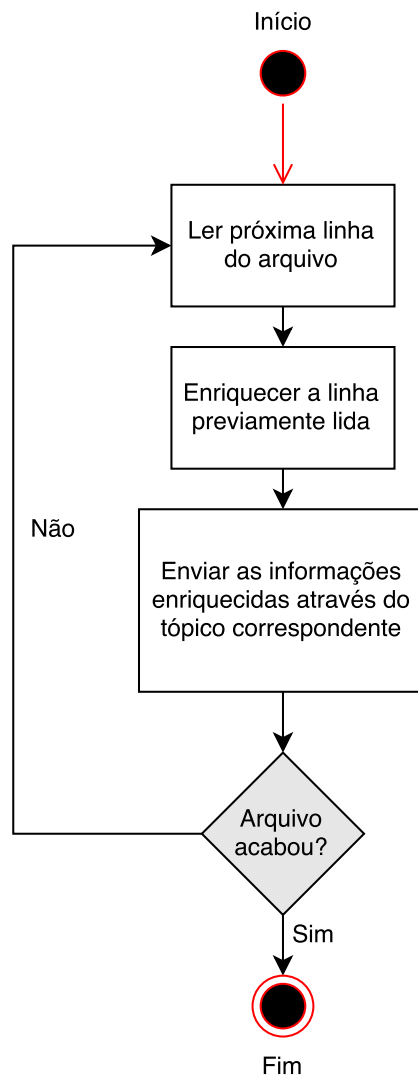 Início
Ler próxima linha
do arquivo
Enriquecer a linha
previamente lida
Não
Enviar as informações
enriquecidas através do
tópico correspondente
Arquivo
acabou?
Sim
Fim